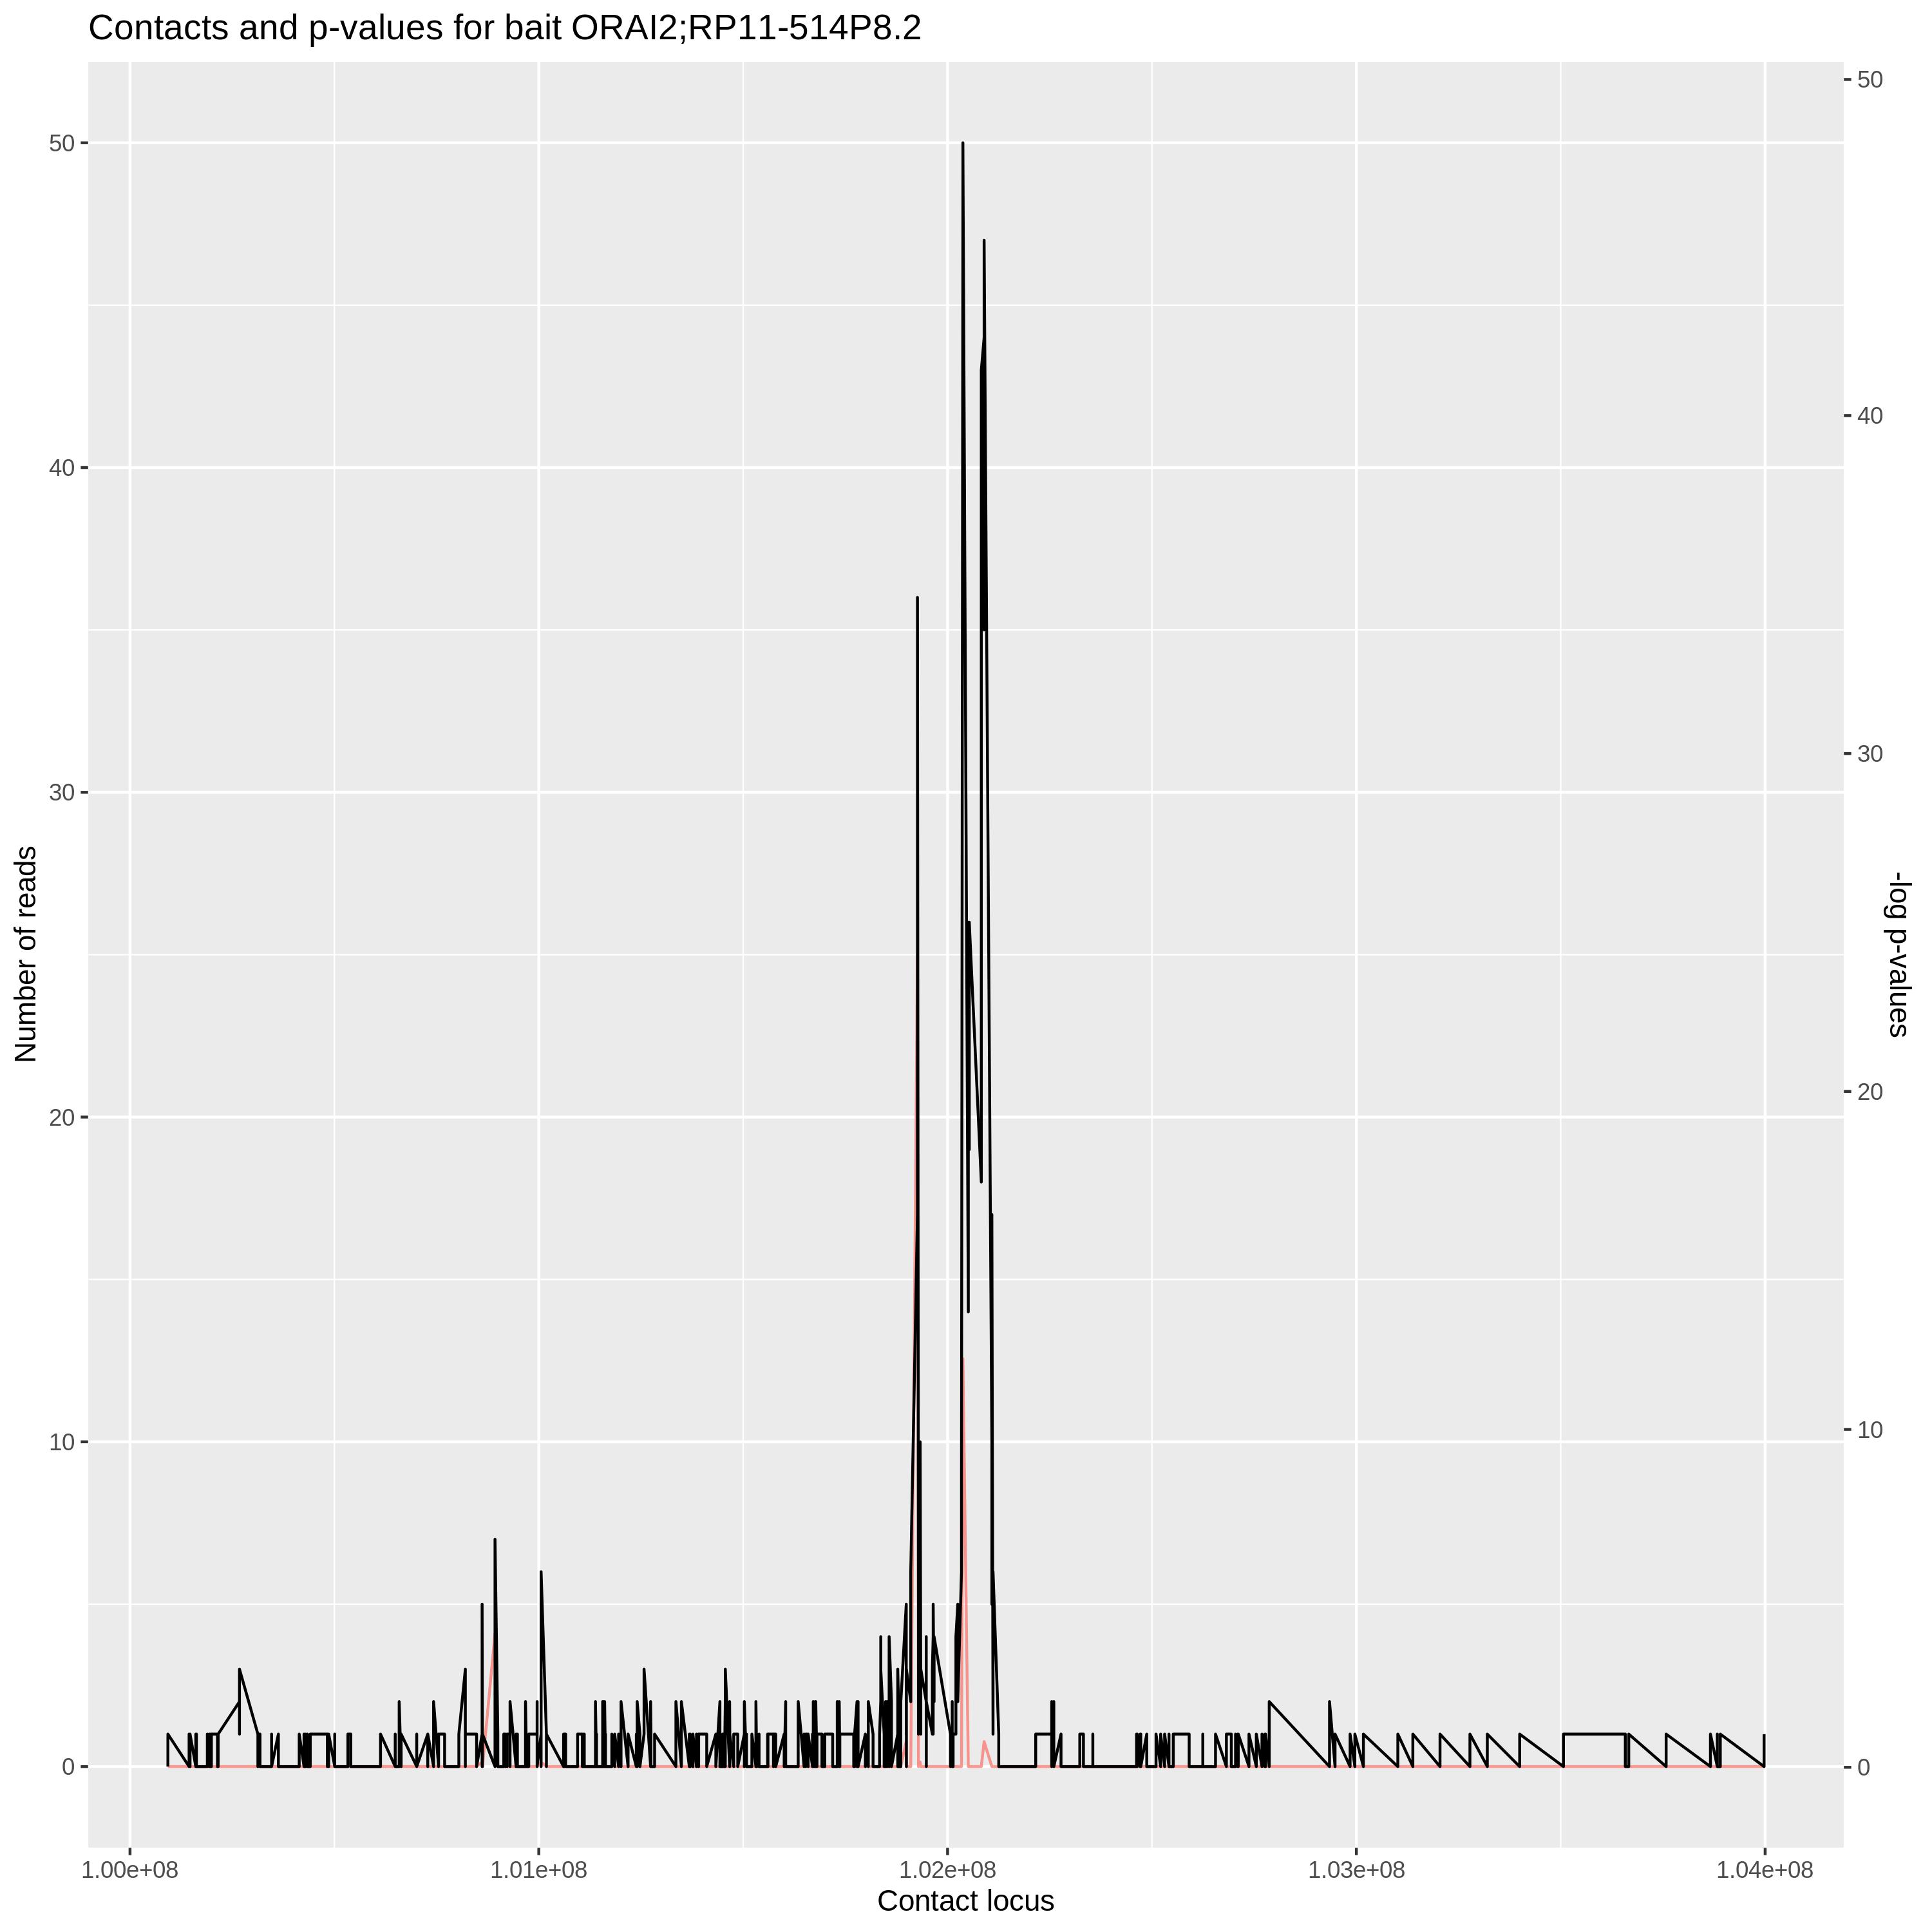 Contacts and p-values for bait ORAI2;RP11-514P8.2
50
40
30
20
10
0
Number of reads
50
40
30
20
10
0
-log p-values
1.00e+08
1.01e+08
1.02e+08
1.03e+08
1.04e+08
Contact locus